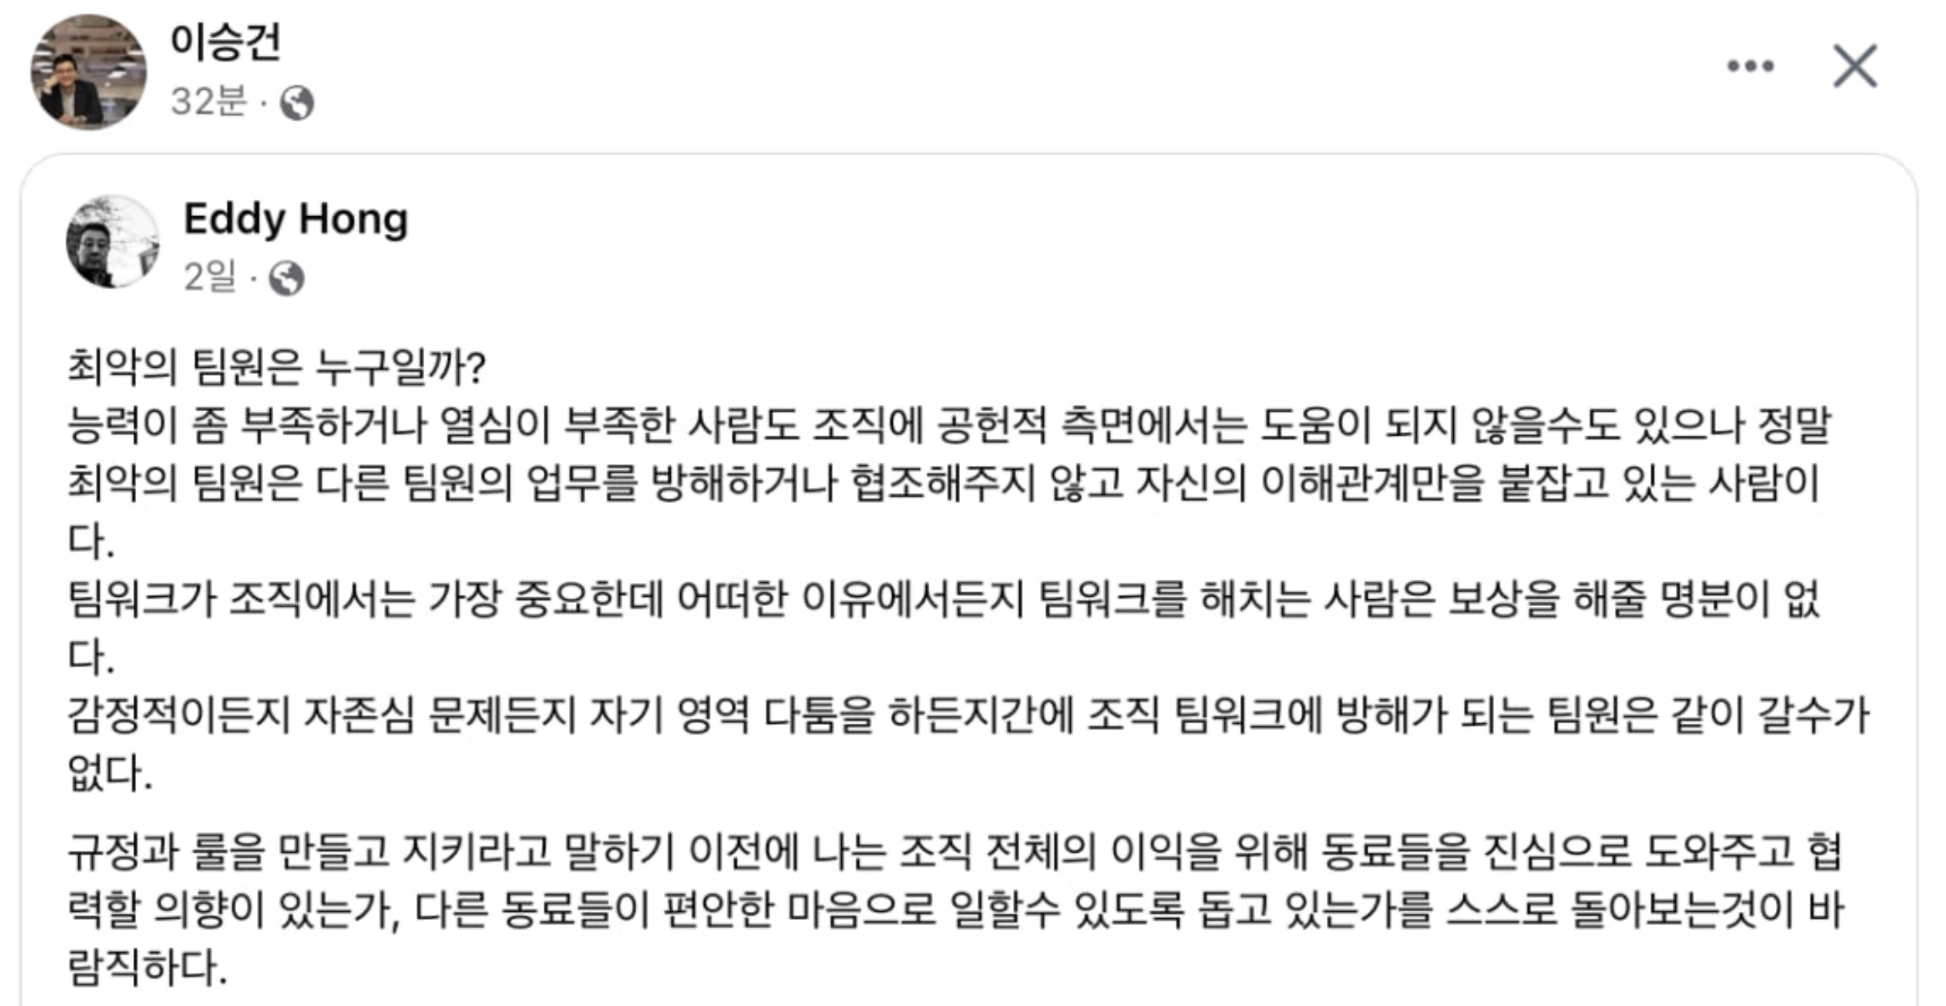 이승건
32분 ·
Eddy Hong
2일 ·
최악의 팀원은 누구일까?
능력이 좀 부족하거나 열심이 부족한 사람도 조직에 공헌적 측면에서는 도움이 되지 않을수도 있으나 정말
최악의 팀원은 다른 팀원의 업무를 방해하거나 협조해주지 않고 자신의 이해관계만을 붙잡고 있는 사람이
다.
팀워크가 조직에서는 가장 중요한데 어떠한 이유에서든지 팀워크를 해치는 사람은 보상을 해줄 명분이 없
다.
감정적이든지 자존심 문제든지 자기 영역 다툼을 하든지간에 조직 팀워크에 방해가 되는 팀원은 같이 갈수가
없다.
규정과 룰을 만들고 지키라고 말하기 이전에 나는 조직 전체의 이익을 위해 동료들을 진심으로 도와주고 협
력할 의향이 있는가, 다른 동료들이 편안한 마음으로 일할수 있도록 돕고 있는가를 스스로 돌아보는것이 바
람직하다.